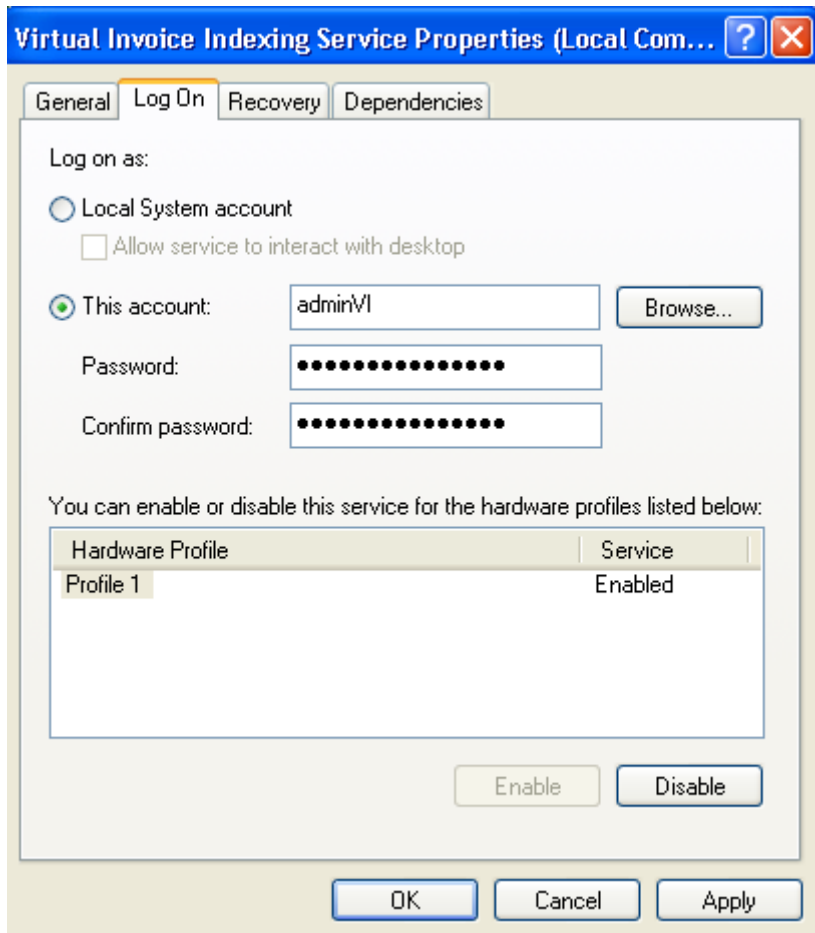 Virtual Invoice Indexing Service Properties (Local Com... ?
General Log On Recovery Dependencies
Log on as:
Local System account
Allow service to interact with desktop
This account: adminVI Browse...
Password: •••••••••••••••
Confirm password: •••••••••••••••
You can enable or disable this service for the hardware profiles listed below:
Hardware Profile Service
Profile 1 Enabled
Enable Disable
OK Cancel Apply